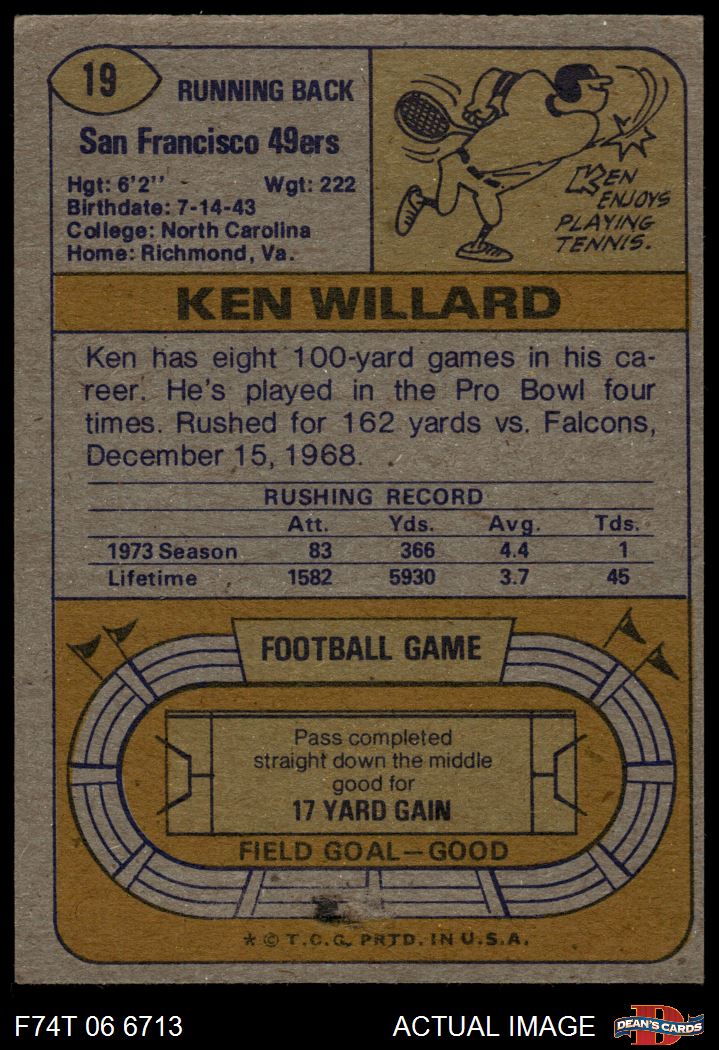 19
RUNNING BACK
San Francisco 49ers
Hgt: 6'2'' Wgt: 222
Birthdate: 7-14-43
College: North Carolina
Home: Richmond, Va.
KEN
ENJOYS
PLAYING
TENNIS.
KEN WILLARD
Ken has eight 100-yard games in his ca-
reer. He's played in the Pro Bowl four
times. Rushed for 162 yards vs. Falcons,
December 15, 1968.
RUSHING RECORD
Att. Yds. Avg. Tds.
1973 Season 83 366 4.4 1
Lifetime 1582 5930 3.7 45
FOOTBALL GAME
Pass completed
straight down the middle
good for
17 YARD GAIN
FIELD GOAL—GOOD
* © T.C.G. PRTD. IN U.S.A.
F74T 06 6713 ACTUAL IMAGE DEAN'S CARDS